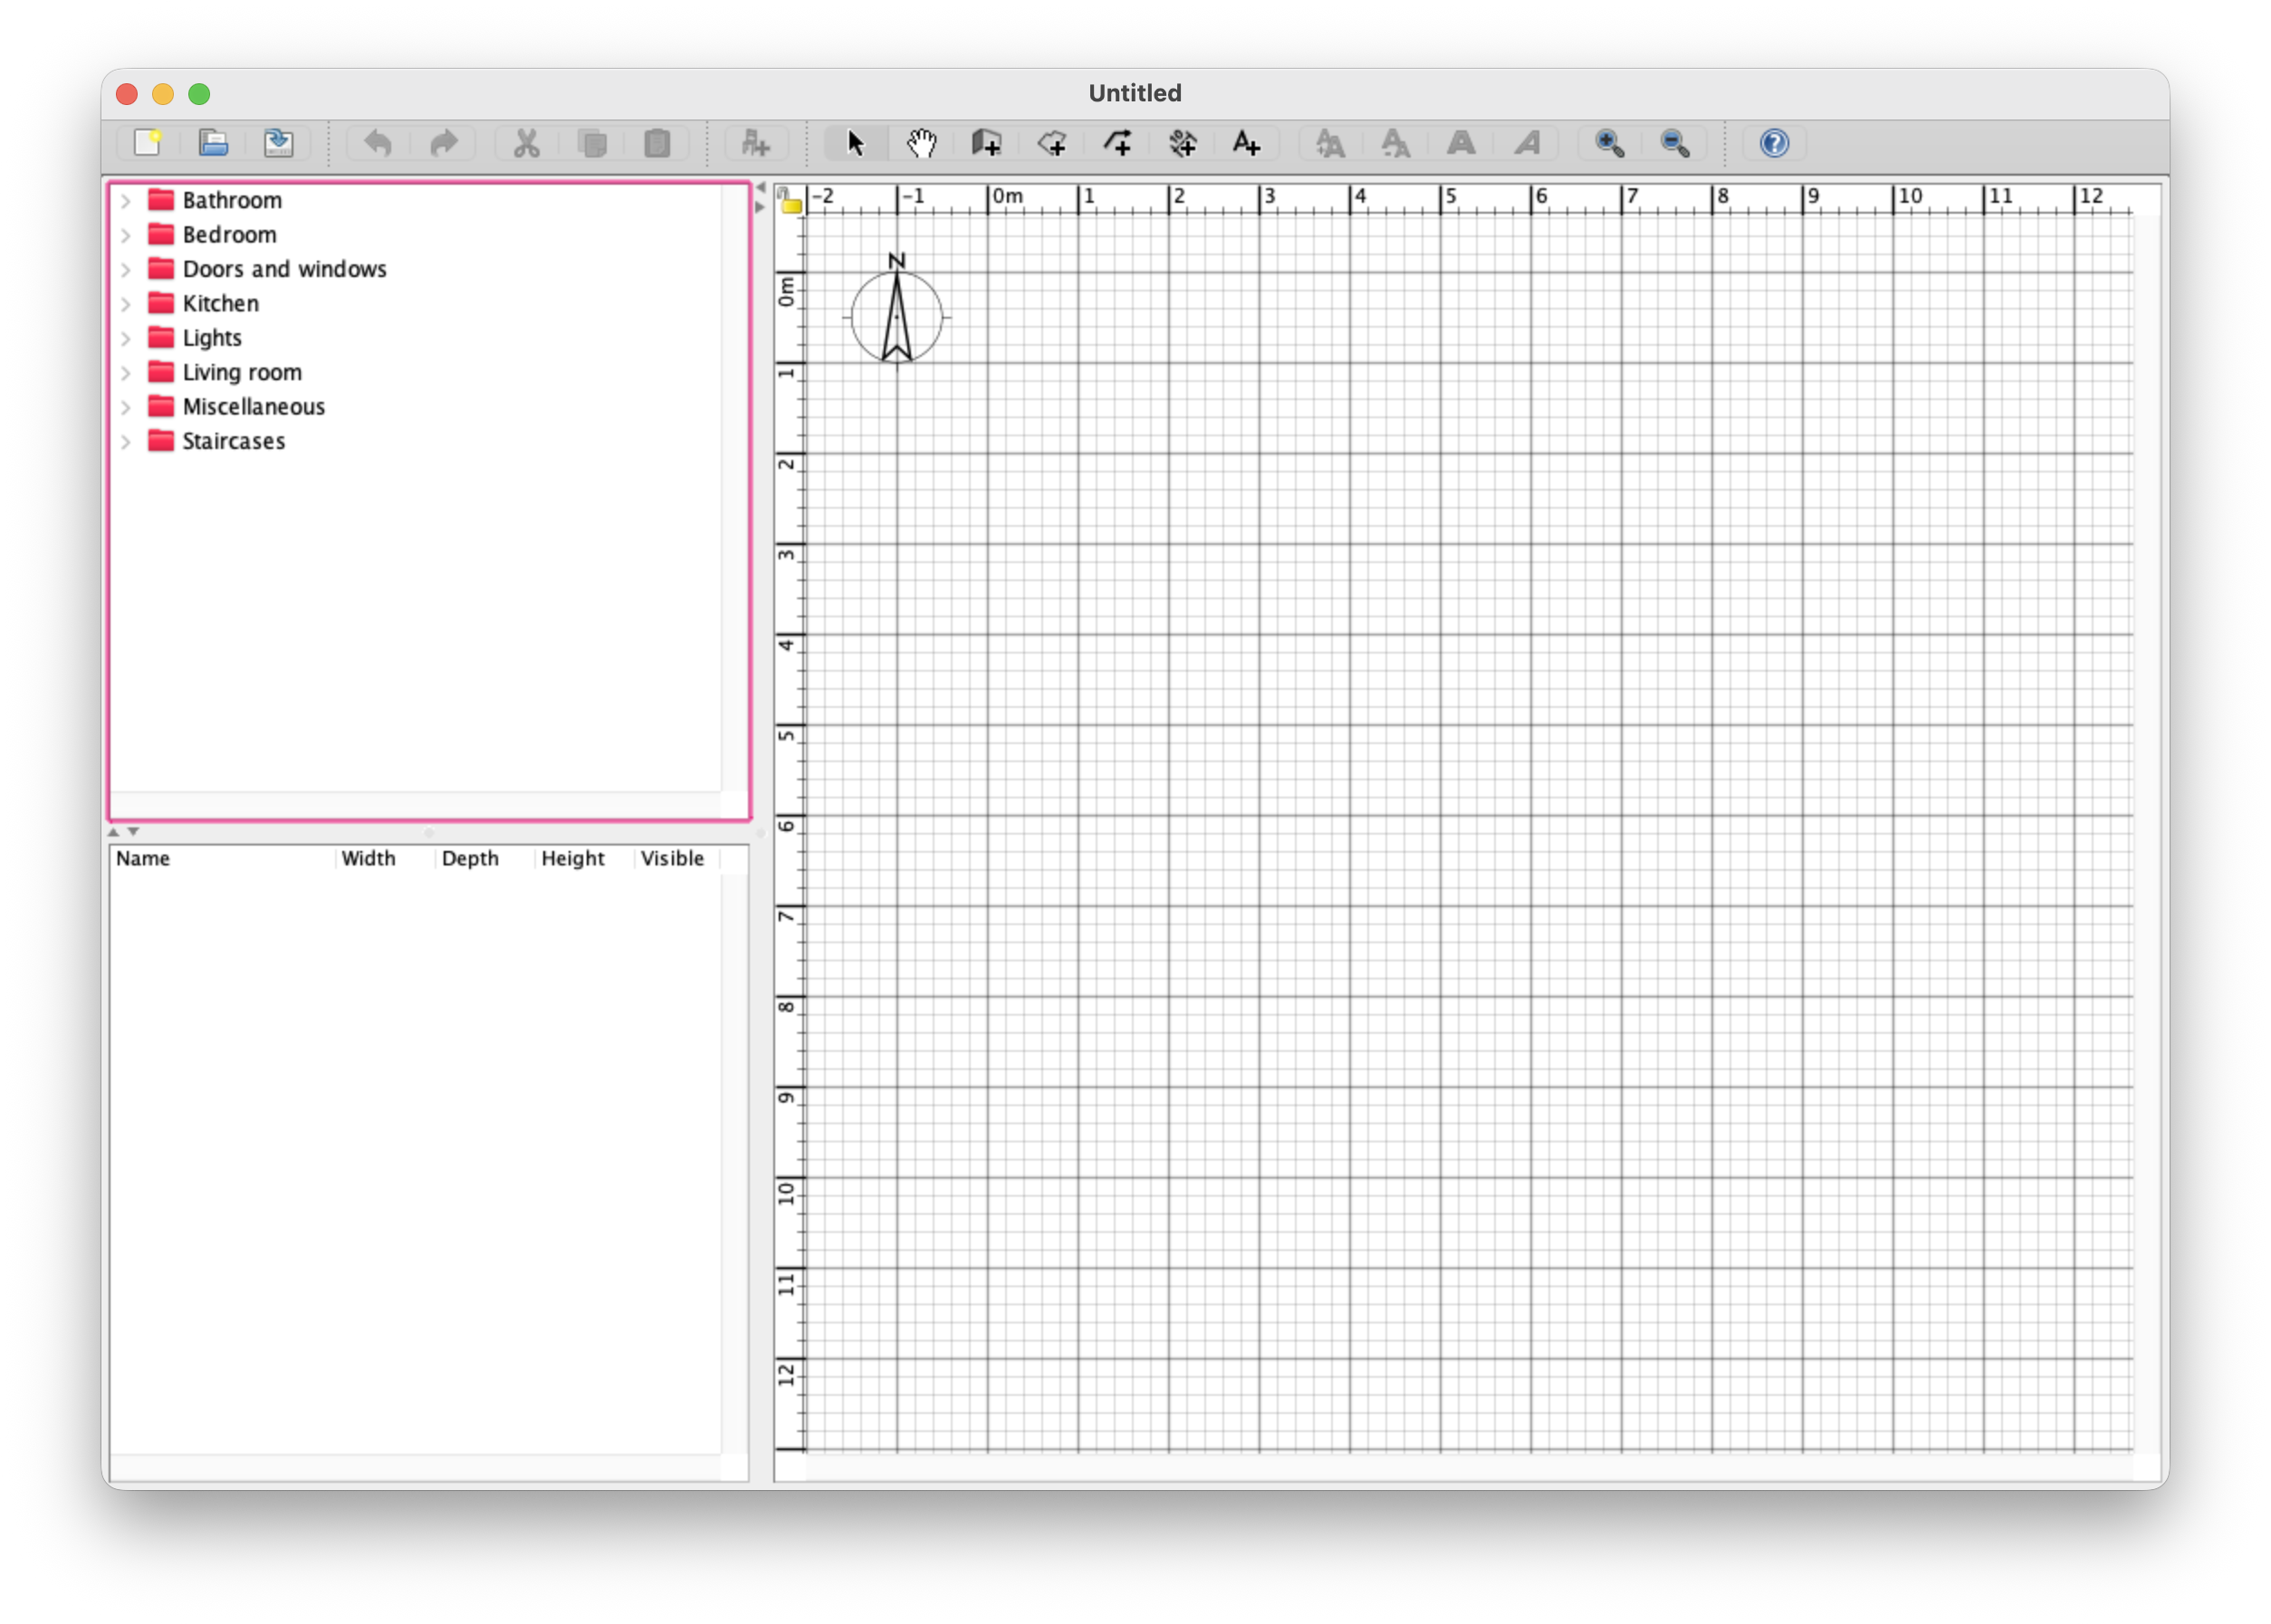 Untitled
Bathroom
Bedroom
Doors and windows
Kitchen
Lights
Living room
Miscellaneous
Staircases
Name Width Depth Height Visible
-2 -1 0m 1 2 3 4 5 6 7 8 9 10 11 12
N
0m
1
2
3
4
5
6
7
8
9
10
11
12